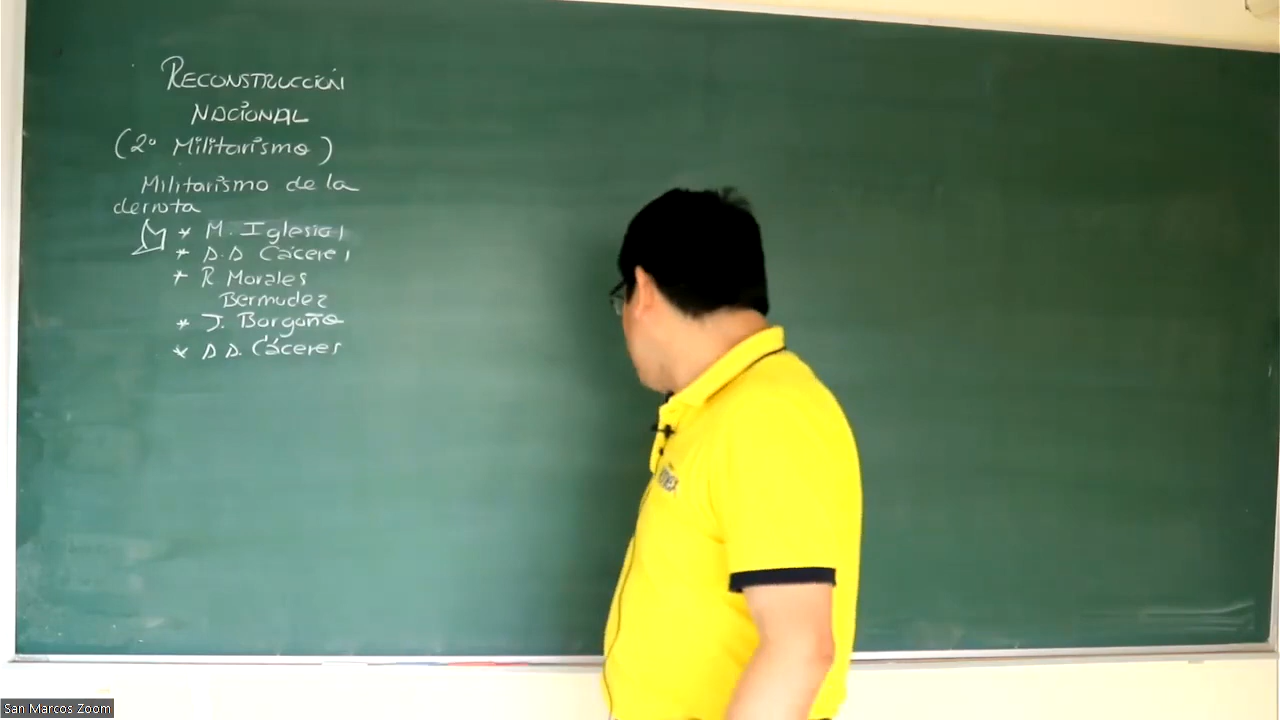 RECONSTRUCCIÓN
NACIONAL
(2° Militarismo)
Militarismo de la
derrota
* M. Iglesias
* A. A Cáceres
* R Morales
Bermudez
* J. Borgoño
* A A. Cáceres
San Marcos Zoom